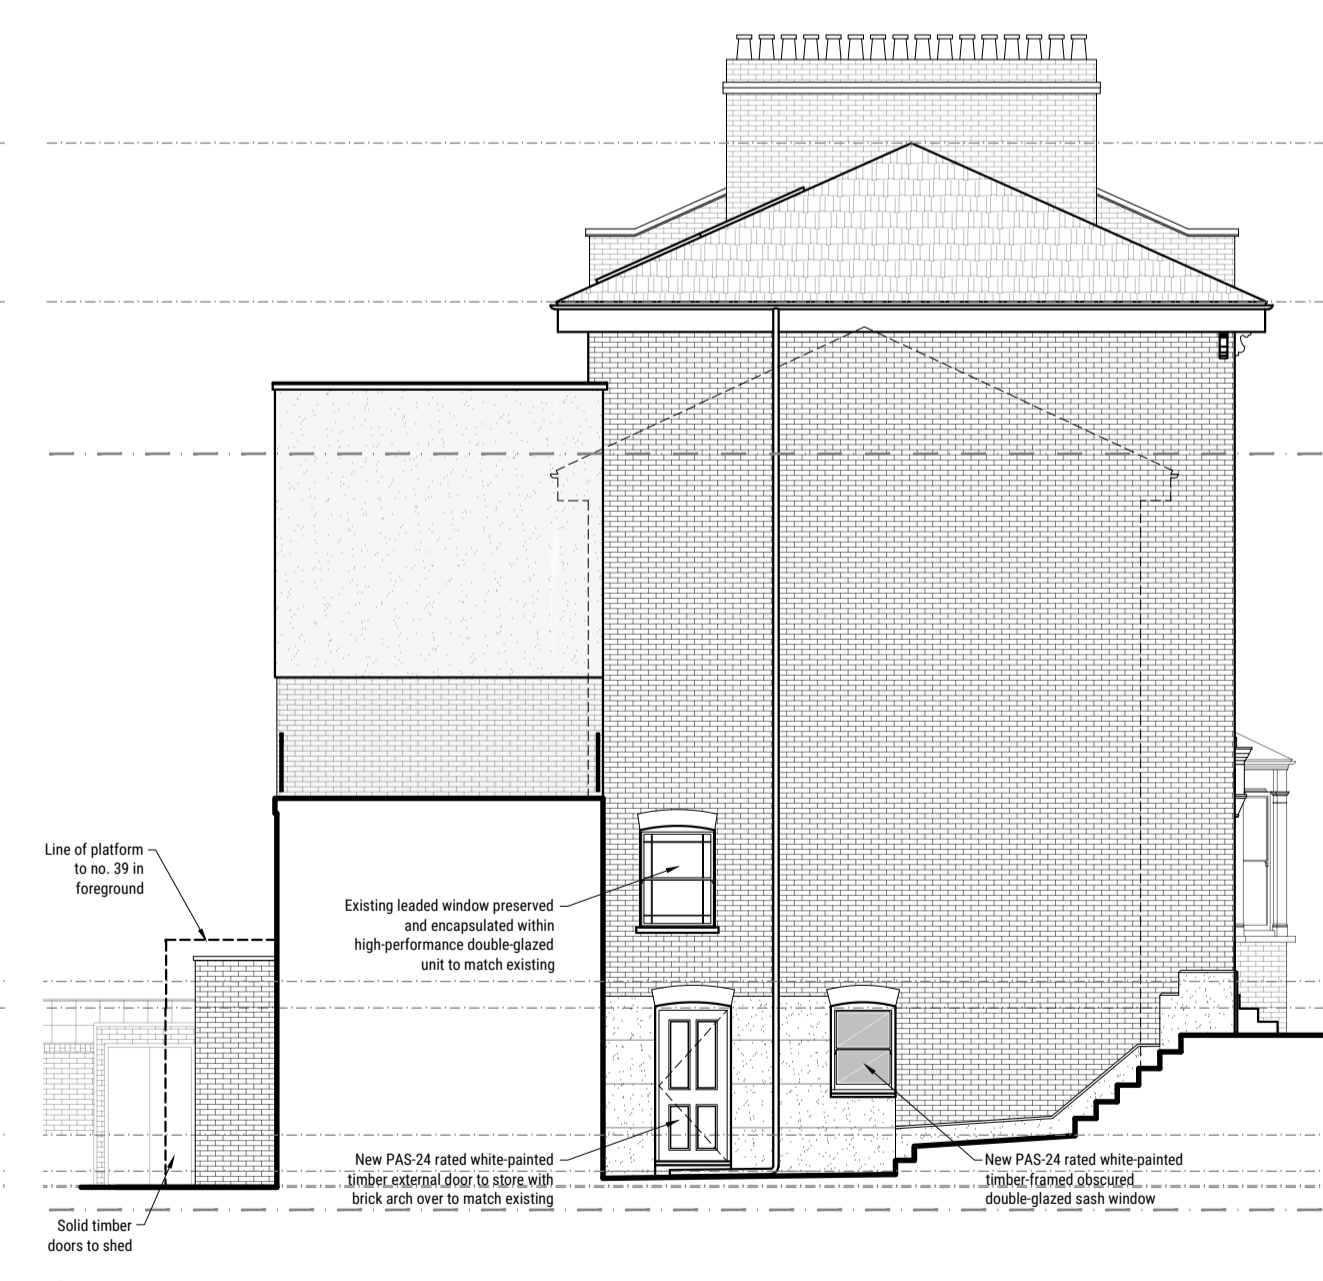 Line of platform
to no. 39 in
foreground
Existing leaded window preserved
and encapsulated within
high-performance double-glazed
unit to match existing
New PAS-24 rated white-painted
timber external door to store with
brick arch over to match existing
New PAS-24 rated white-painted
timber-framed obscured
double-glazed sash window
Solid timber
doors to shed